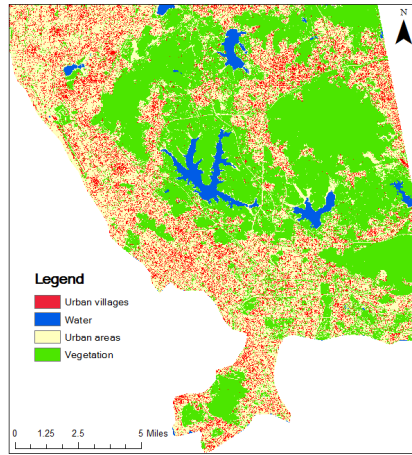 N
Legend
Urban villages
Water
Urban areas
Vegetation
0 1.25 2.5 5 Miles